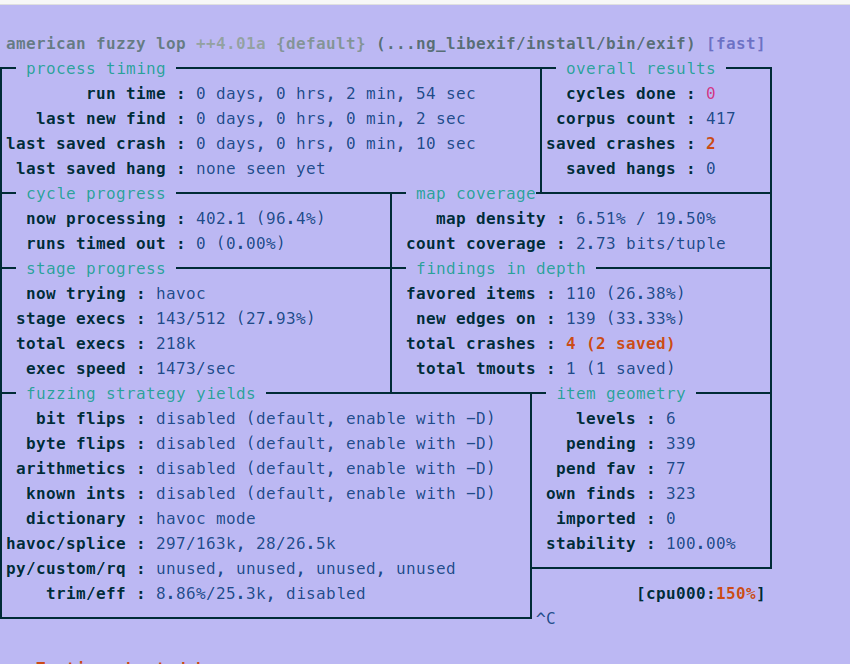 american fuzzy lop ++4.01a {default} (...ng_libexif/install/bin/exif) [fast]
process timing overall results
run time : 0 days, 0 hrs, 2 min, 54 sec cycles done : 0
last new find : 0 days, 0 hrs, 0 min, 2 sec corpus count : 417
last saved crash : 0 days, 0 hrs, 0 min, 10 sec saved crashes : 2
last saved hang : none seen yet saved hangs : 0
cycle progress map coverage
now processing : 402.1 (96.4%) map density : 6.51% / 19.50%
runs timed out : 0 (0.00%) count coverage : 2.73 bits/tuple
stage progress findings in depth
now trying : havoc favored items : 110 (26.38%)
stage execs : 143/512 (27.93%) new edges on : 139 (33.33%)
total execs : 218k total crashes : 4 (2 saved)
exec speed : 1473/sec total tmouts : 1 (1 saved)
fuzzing strategy yields item geometry
bit flips : disabled (default, enable with −D) levels : 6
byte flips : disabled (default, enable with −D) pending : 339
arithmetics : disabled (default, enable with −D) pend fav : 77
known ints : disabled (default, enable with −D) own finds : 323
dictionary : havoc mode imported : 0
havoc/splice : 297/163k, 28/26.5k stability : 100.00%
py/custom/rq : unused, unused, unused, unused
trim/eff : 8.86%/25.3k, disabled [cpu000:150%]
^C